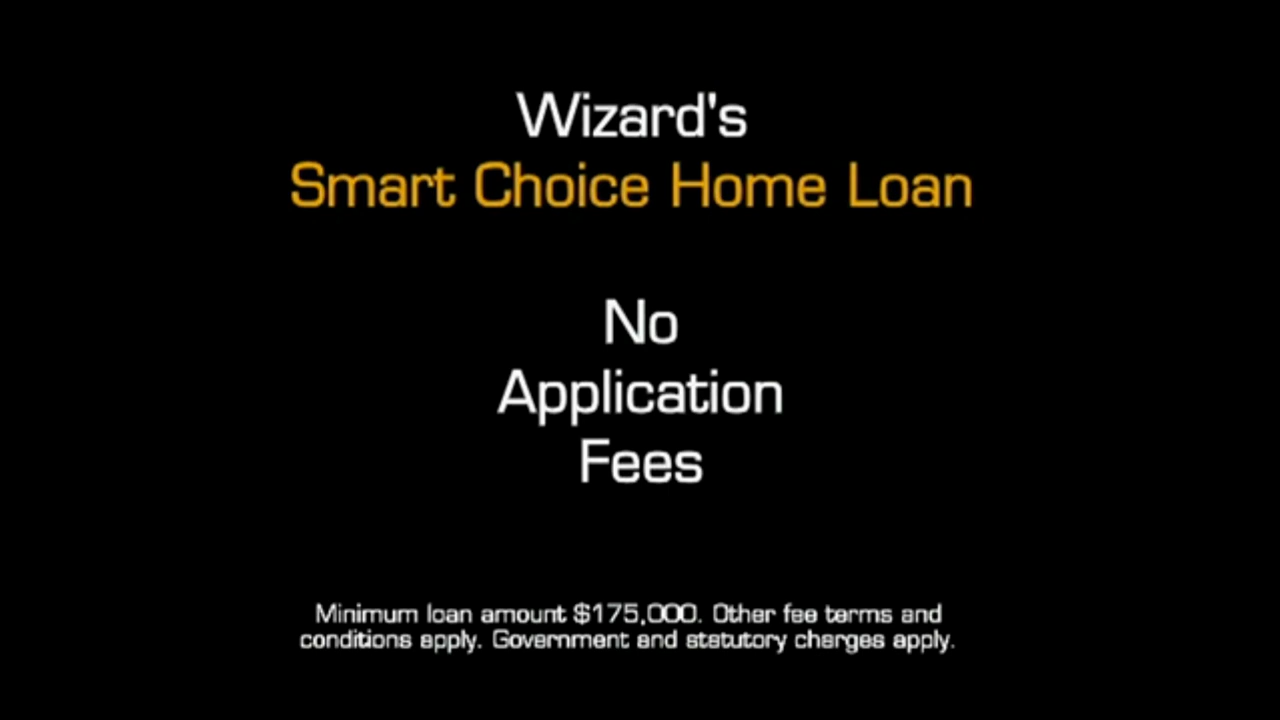 Wizard's
Smart Choice Home Loan
No
Application
Fees
Minimum loan amount $175,000. Other fee terms and
conditions apply. Government and statutory charges apply.